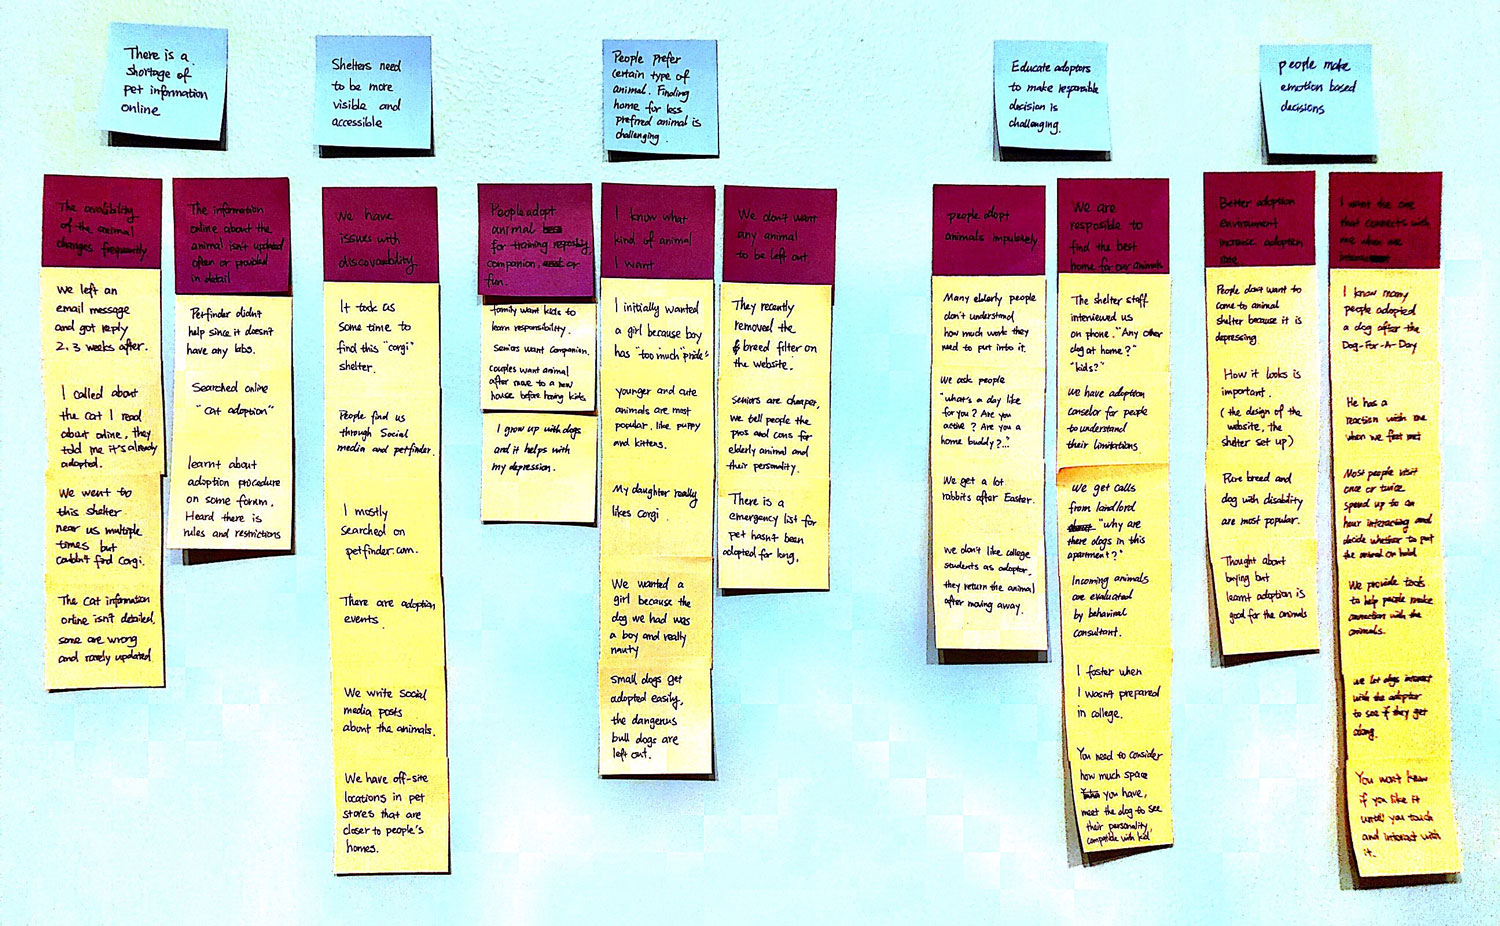 There is a
shortage of
pet information
online
Shelters need
to be more
visible and
accessible
People prefer
certain type of
animal. Finding
home for less
preffred animal is
challenging.
Educate adopters
to make responsible
decision is
challenging.
people make
emotion based
decisions
The avalibility
of the animal
changes frequently
We left an
email message
and got reply
2. 3 weeks after.
I called about
the cat I read
about online, they
told me it's already
adopted.
We went to
this shelter
near us multiple
times but
couldn't find Corgi.
The cat information
online isn't detailed,
some are wrong
and rarely updated
The information
online about the
animal isn't updated
often or provided
in detail
Petfinder didn't
help since it doesn't
have any labs.
Searched online
"Cat adoption"
learnt about
adoption procedure
on some forum.
Heard there is
rules and restrictions
We have
issues with
discoverability.
It took us
some time to
find this "corgi"
shelter.
People find us
through Social
media and petfinder.
I mostly
searched on
petfinder.com.
There are adoption
events.
We write social
media posts
about the animals.
We have off-site
locations in pet
stores that are
closer to people's
homes.
People adopt
animal
for training resposbly,
companion. or
fun.
family want kids to
learn responsibility.
Seniors want companion.
couples want animal
after move to a new
house before having kids
I grow up with dogs
and it helps with
my depression.
I know what
kind of animal
I want
I initially wanted
a girl because boy
has "too much "pride"
younger and cute
animals are most
popular. like puppy
and kittens.
My daughter really
likes corgi.
We wanted a
girl because the
dog we had was
a boy and really
nauty
Small dogs get
adopted easily,
the dangerus
bull dogs are
left out.
We don't want
any animal
to be left out
They recently
removed the
breed filter on
the website.
seniors are cheaper,
we tell people the
pros and cons for
elderly animal and
their personality.
There is a
emergency list for
pet hasn't been
adopted for long.
people adopt
animals impulsively
Many elderly people
don't understand
how much work they
need to put into it.
We ask people
"what's a day like
for you? Are you
active? Are you a
home buddy?..."
We get a lot
rabbits after Easter.
We don't like college
students as adopter,
they return the animal
after moving away.
We are
resposible to
find the best
home for our animals
The shelter staff
interviewed us
on phone. "Any other
dog at home?"
"kids?"
We have adoption
canselor for people
to understand
their limitations
We get calls
from landlord
"why are
there dogs in this
apartment?"
Incoming animals
are evaluated
by behavioral
consultant.
I foster when
I wasn't prepared
in college.
You need to consider
how much space
you have,
meet the dog to see
their personality
compatible with kid
Better adoption
environment
increase adoption
rate
People don't want to
come to animal
shelter because it is
depressing
How it looks is
important.
(the design of the
website, the
shelter set up)
Pure breed and
dog with disability
are most popular.
Thought about
buying but
learnt adoption is
good for the animals
I want the one
that connects with
me when we
I know many
people adopted
a dog after the
Dog-For-A-Day
He has a
reaction with me
when we first met
Most people visit
one or twice
spend up to an
hour interacting and
decide whether to put
the animal on hold
We provide tools
to help people make
connection with the
animals.
we let dogs interact
with the adopter
to see if they get
along.
You won't know
if you like it
until you touch
and interact with
it.